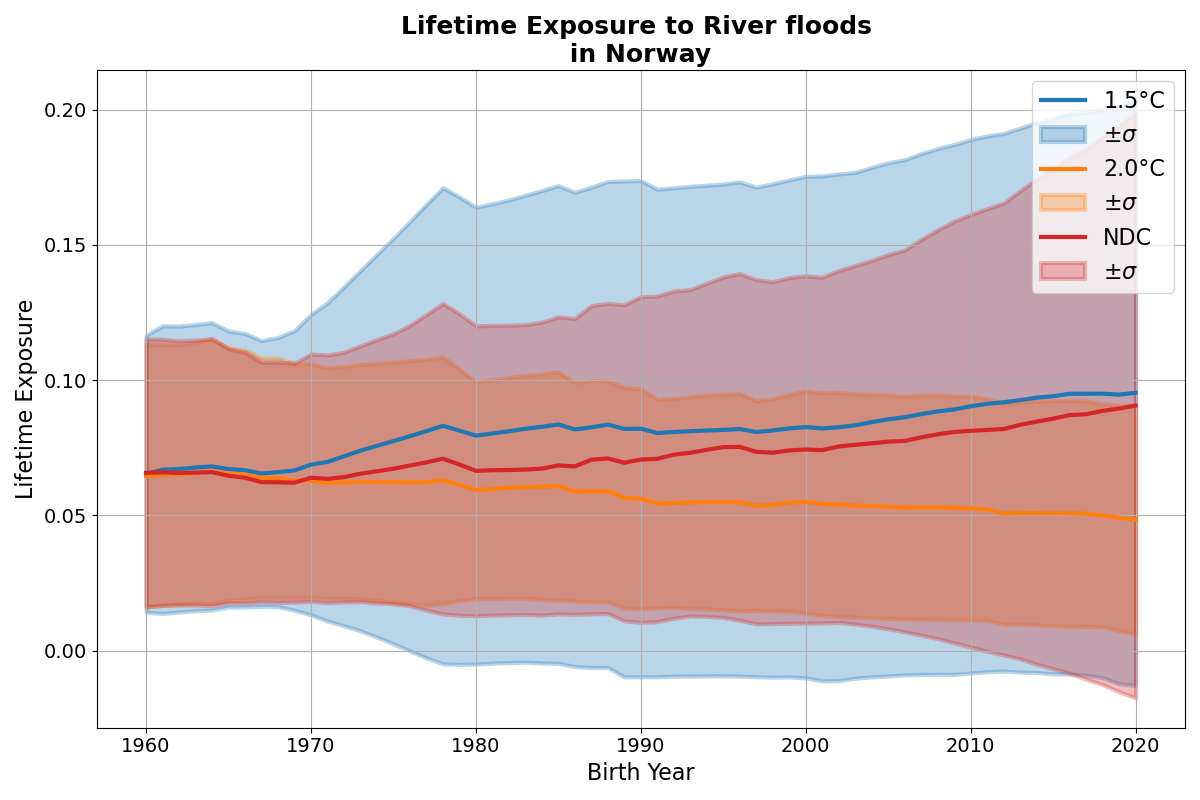 Lifetime Exposure to River floods
in Norway
Lifetime Exposure
0.20
0.15
0.10
0.05
0.00
1960 1970 1980 1990 2000 2010 2020
Birth Year
1.5°C
±σ
2.0°C
±σ
NDC
±σ